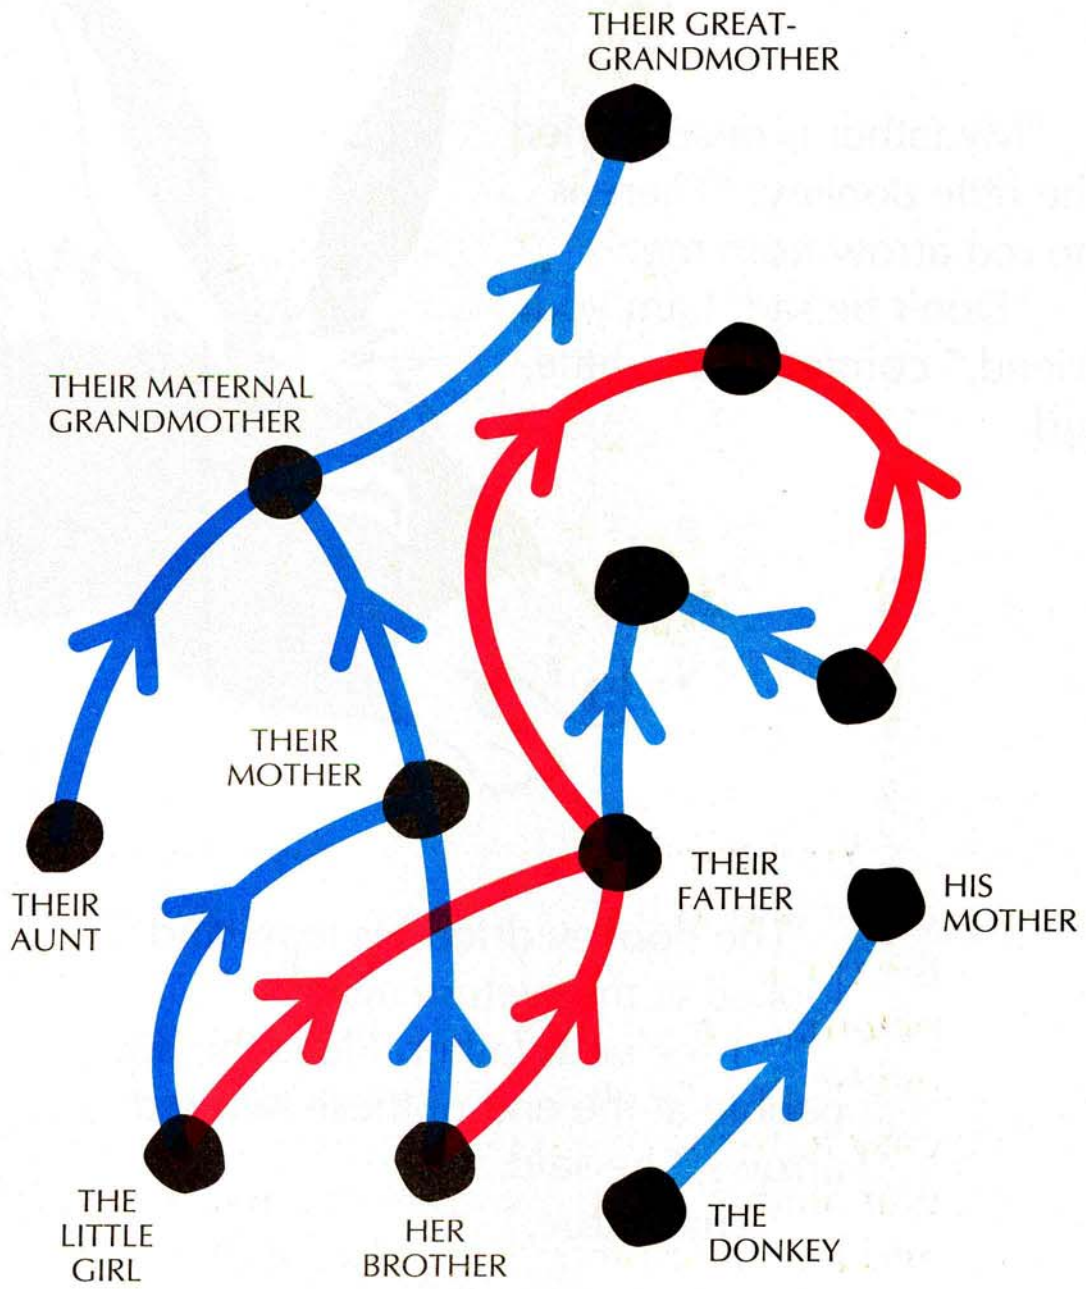 THEIR GREAT-
GRANDMOTHER
THEIR MATERNAL
GRANDMOTHER
THEIR
MOTHER
THEIR
FATHER
HIS
MOTHER
THEIR
AUNT
THE
LITTLE
GIRL
HER
BROTHER
THE
DONKEY